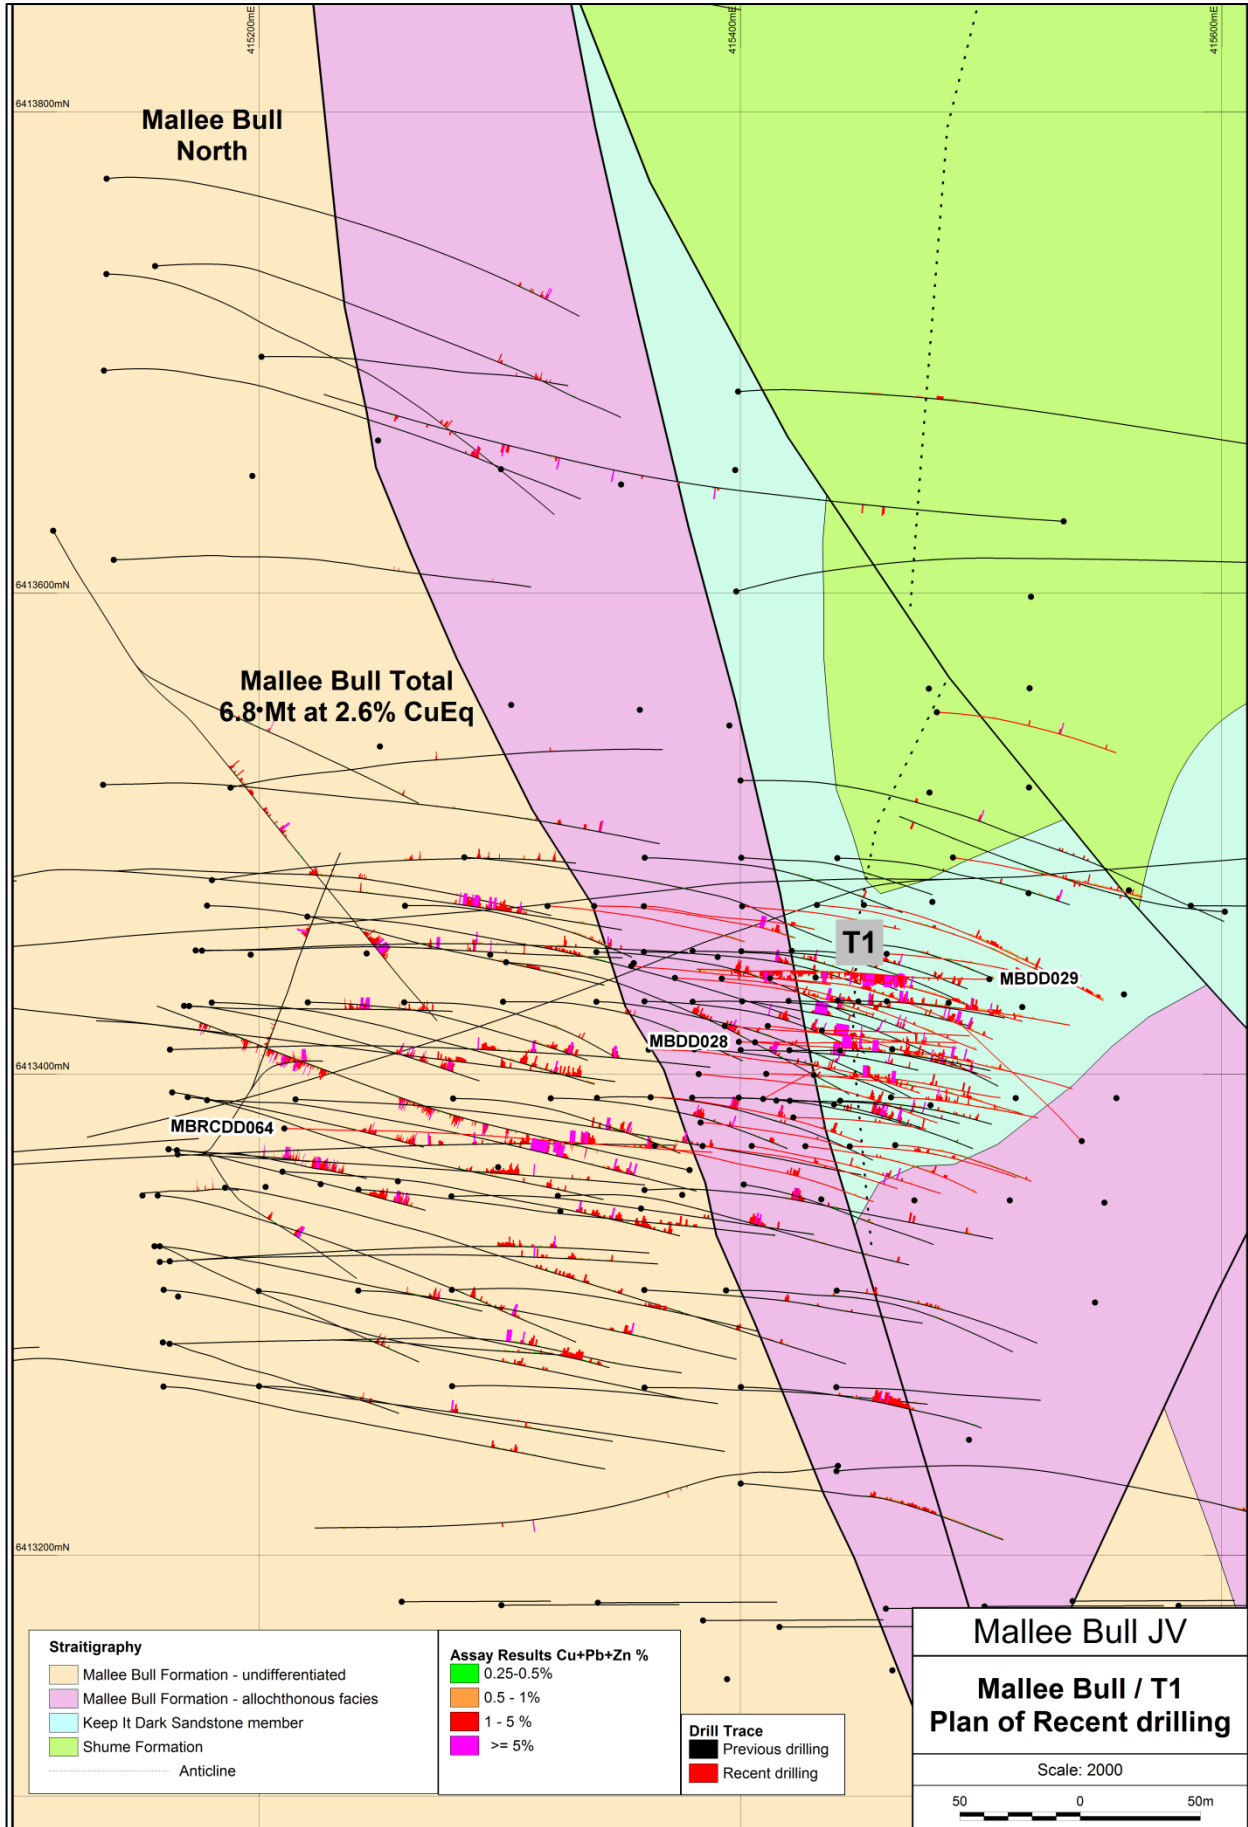 415200mE
415400mE
415600mE
6413800mN
Mallee Bull
North
6413600mN
Mallee Bull Total
6.8 Mt at 2.6% CuEq
T1
MBDD029
MBDD028
6413400mN
MBRCDD064
6413200mN
Straitigraphy
Mallee Bull Formation - undifferentiated
Mallee Bull Formation - allochthonous facies
Keep It Dark Sandstone member
Shume Formation
Anticline
Assay Results Cu+Pb+Zn %
0.25-0.5%
0.5 - 1%
1 - 5 %
>= 5%
Drill Trace
Previous drilling
Recent drilling
Mallee Bull JV
Mallee Bull / T1
Plan of Recent drilling
Scale: 2000
50 0 50m